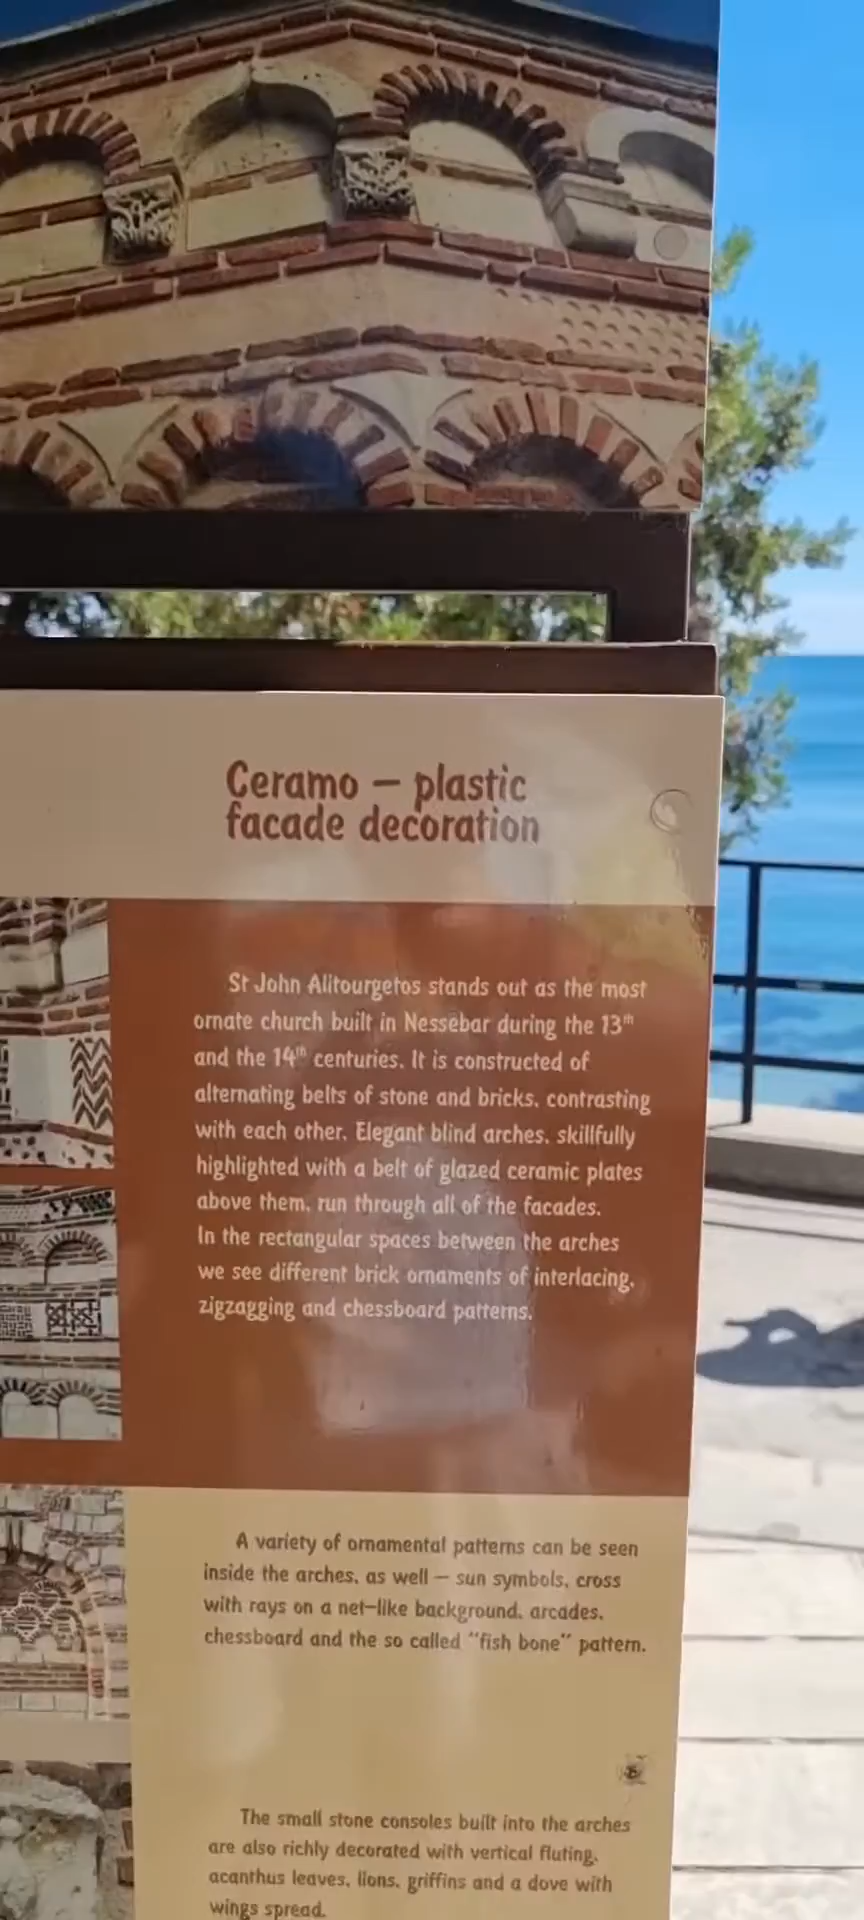 Ceramo – plastic
facade decoration
St John Alitourgetos stands out as the most
ornate church built in Nessebar during the 13th
and the 14th centuries. It is constructed of
alternating belts of stone and bricks, contrasting
with each other. Elegant blind arches, skillfully
highlighted with a belt of glazed ceramic plates
above them, run through all of the facades.
In the rectangular spaces between the arches
we see different brick ornaments of interlacing,
zigzagging and chessboard patterns.
A variety of ornamental patterns can be seen
inside the arches, as well – sun symbols, cross
with rays on a net-like background, arcades,
chessboard and the so called "fish bone" pattern.
The small stone consoles built into the arches
are also richly decorated with vertical fluting,
acanthus leaves, lions, griffins and a dove with
wings spread.